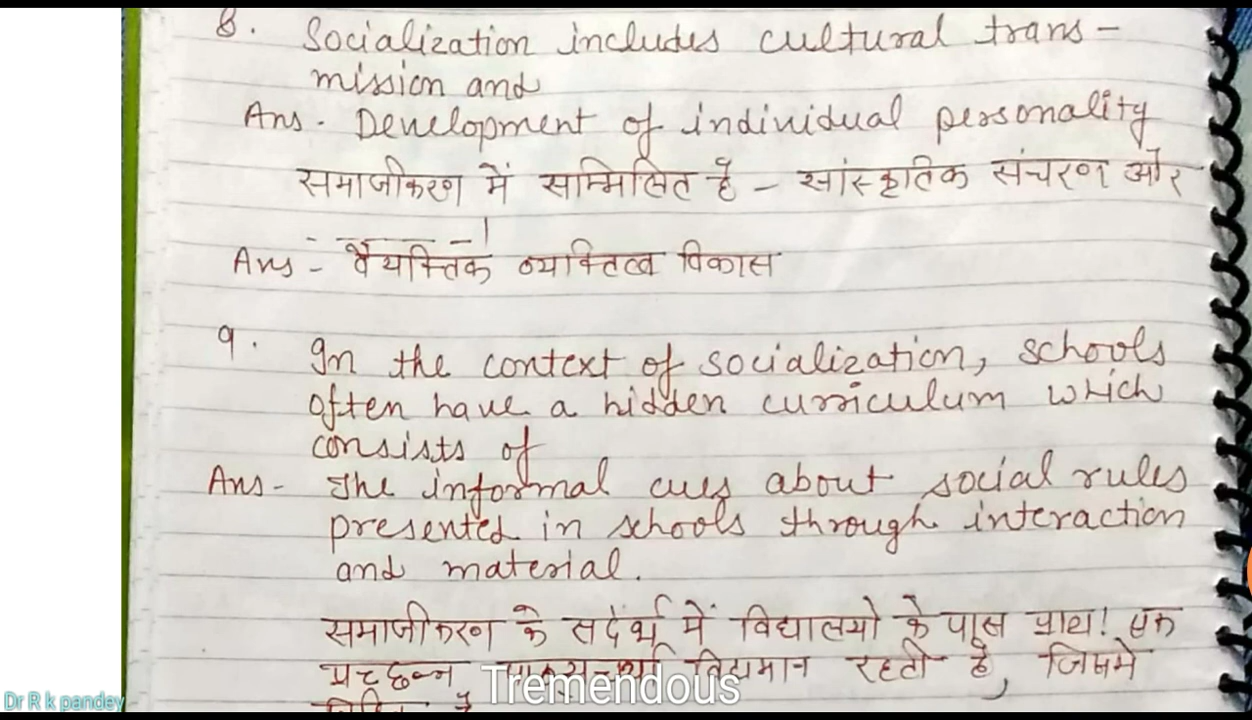 8. Socialization includes cultural trans-
mission and
Ans. Development of individual personality
समाजीकरण में सम्मिलित है - सांस्कृतिक संचरण और
- ——— –।
Ans - वैयक्तिक व्यक्तित्व विकास
9. In the context of socialization, schools
often have a hidden curriculum which
consists of
Ans- The informal cues about social rules
presented in schools through interaction
and material.
समाजीकरण के सदंर्भ में विद्यालयो के पास प्राय! एक
प्रच्छन्न पाठ्यचर्या विद्यमान रहती है, जिसमे
Tremendous
Dr R k pandey